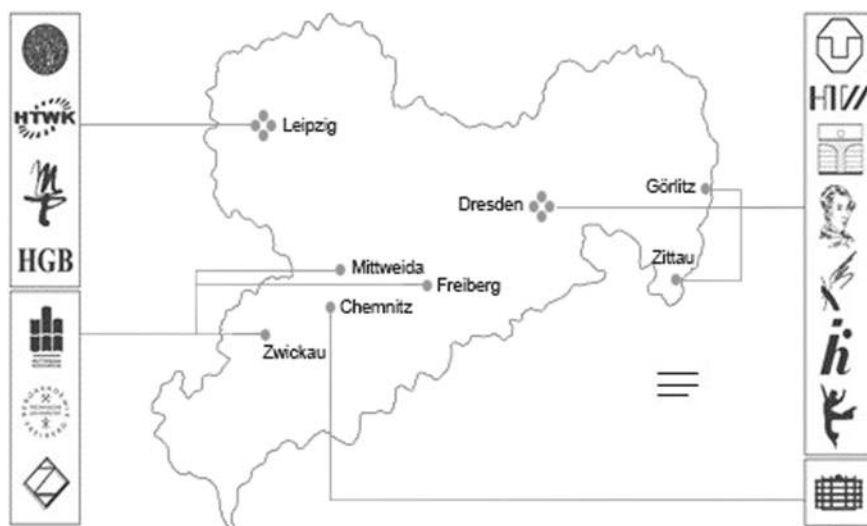 HTWK
HGB
Leipzig
Dresden
Görlitz
Zittau
Mittweida
Freiberg
Chemnitz
Zwickau
HTW